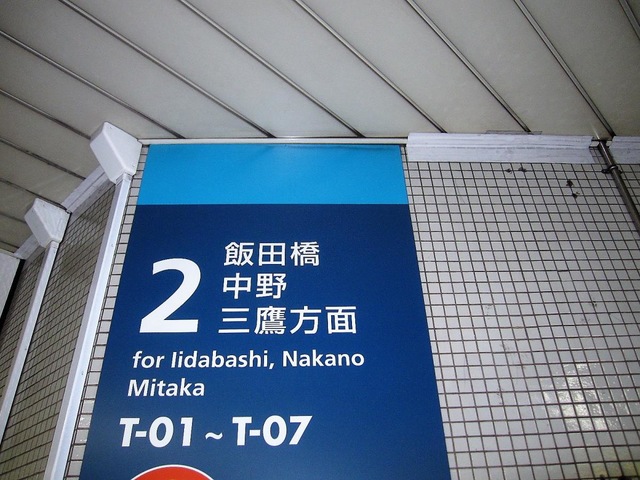 2
飯田橋
中野
三鷹方面
for Iidabashi, Nakano
Mitaka
T-01 ~ T-07